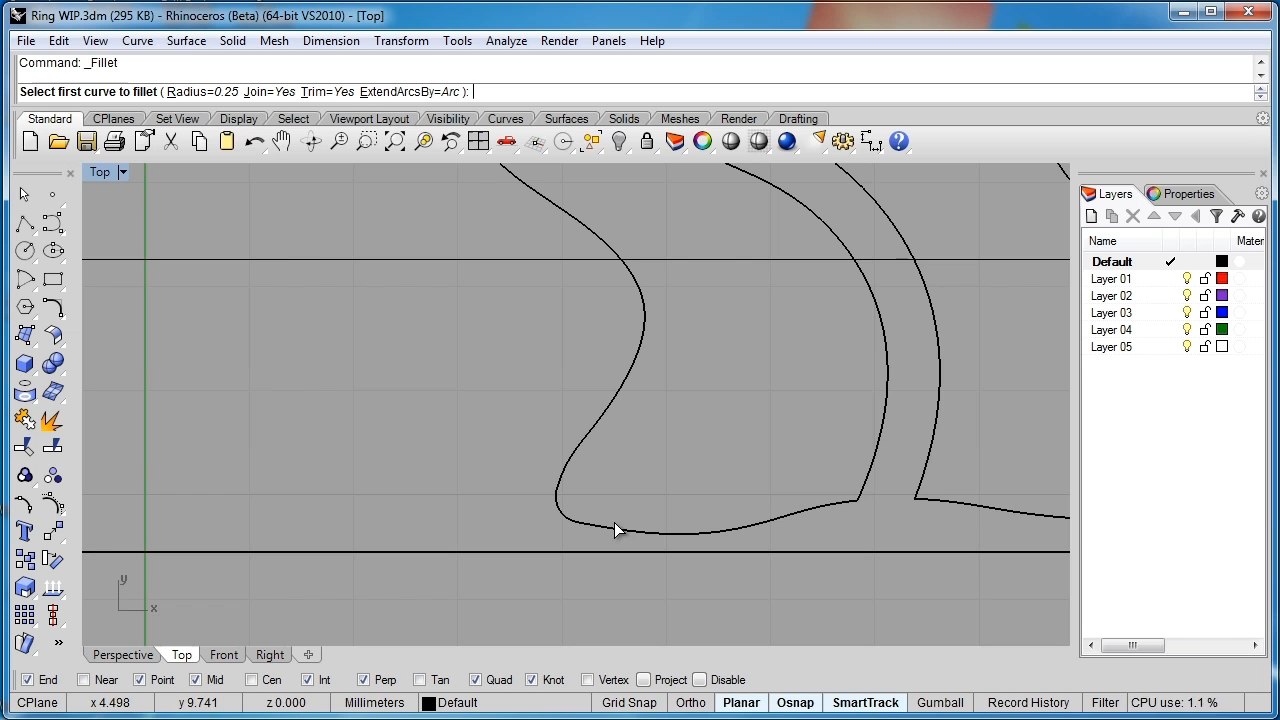 Ring WIP.3dm (295 KB) - Rhinoceros (Beta) (64-bit VS2010) - [Top]
File Edit View Curve Surface Solid Mesh Dimension Transform Tools Analyze Render Panels Help
Command: _Fillet
Select first curve to fillet ( Radius=0.25 Join=Yes Trim=Yes ExtendArcsBy=Arc ):
Standard CPlanes Set View Display Select Viewport Layout Visibility Curves Surfaces Solids Meshes Render Drafting
Top
Layers Properties
Name Mater
Default
Layer 01
Layer 02
Layer 03
Layer 04
Layer 05
y
x
Perspective Top Front Right
End Near Point Mid Cen Int Perp Tan Quad Knot Vertex Project Disable
CPlane x 4.498 y 9.741 z 0.000 Millimeters Default Grid Snap Ortho Planar Osnap SmartTrack Gumball Record History Filter CPU use: 1.1 %